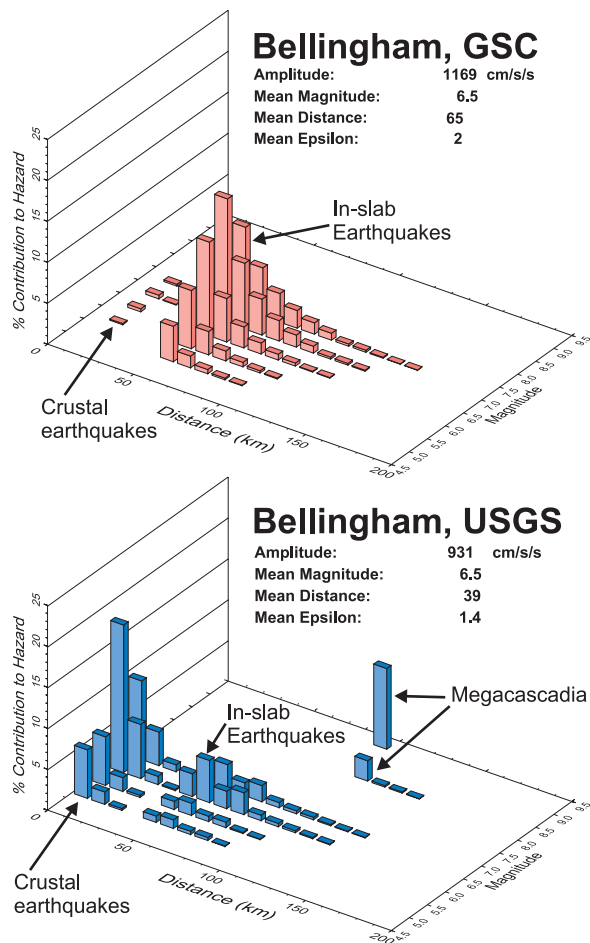 Bellingham, GSC
Amplitude: 1169 cm/s/s
Mean Magnitude: 6.5
Mean Distance: 65
Mean Epsilon: 2
% Contribution to Hazard
25
20
15
10
5
0
In-slab
Earthquakes
Crustal
earthquakes
50
100
150
200
Distance (km)
4.5
5.0
5.5
6.0
6.5
7.0
7.5
8.0
8.5
9.0
9.5
Magnitude
Bellingham, USGS
Amplitude: 931 cm/s/s
Mean Magnitude: 6.5
Mean Distance: 39
Mean Epsilon: 1.4
% Contribution to Hazard
25
20
15
10
5
0
Megacascadia
In-slab
Earthquakes
Crustal
earthquakes
50
100
150
200
Distance (km)
4.5
5.0
5.5
6.0
6.5
7.0
7.5
8.0
8.5
9.0
9.5
Magnitude